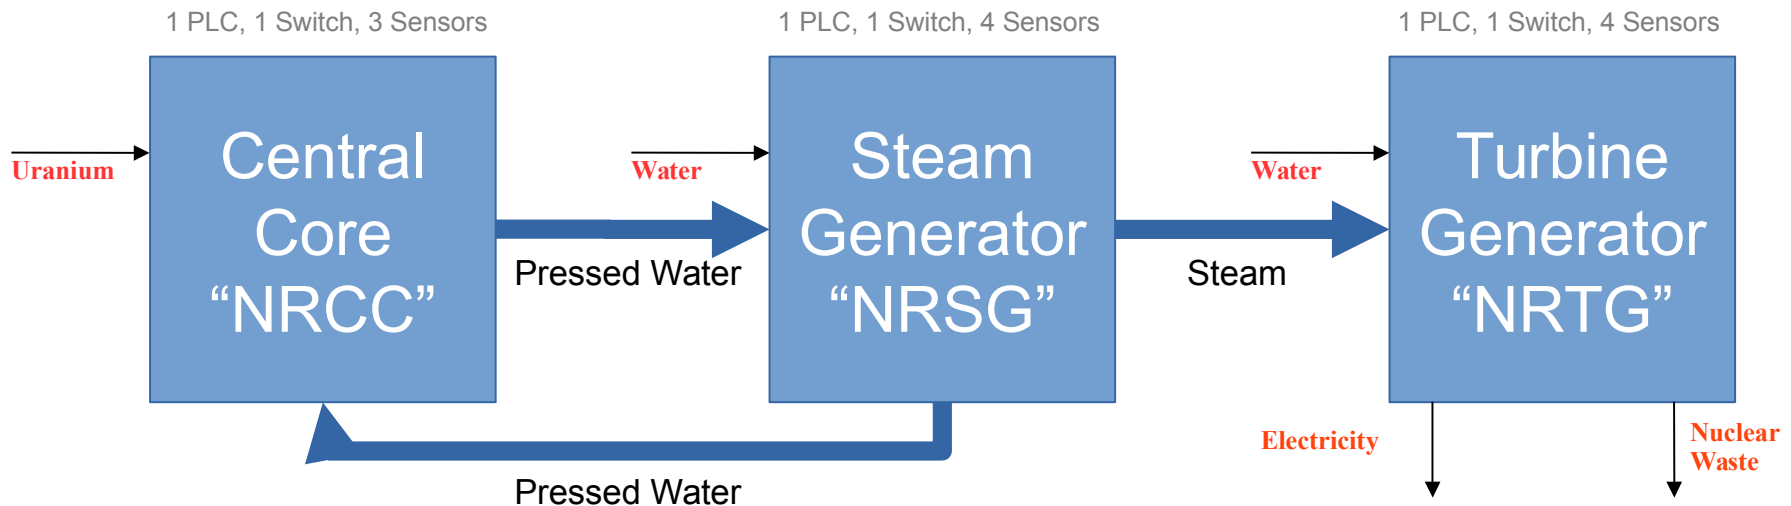 1 PLC, 1 Switch, 3 Sensors
1 PLC, 1 Switch, 4 Sensors
1 PLC, 1 Switch, 4 Sensors
Uranium
Central
Core
“NRCC”
Pressed Water
Water
Steam
Generator
“NRSG”
Steam
Water
Turbine
Generator
“NRTG”
Pressed Water
Electricity
Nuclear
Waste